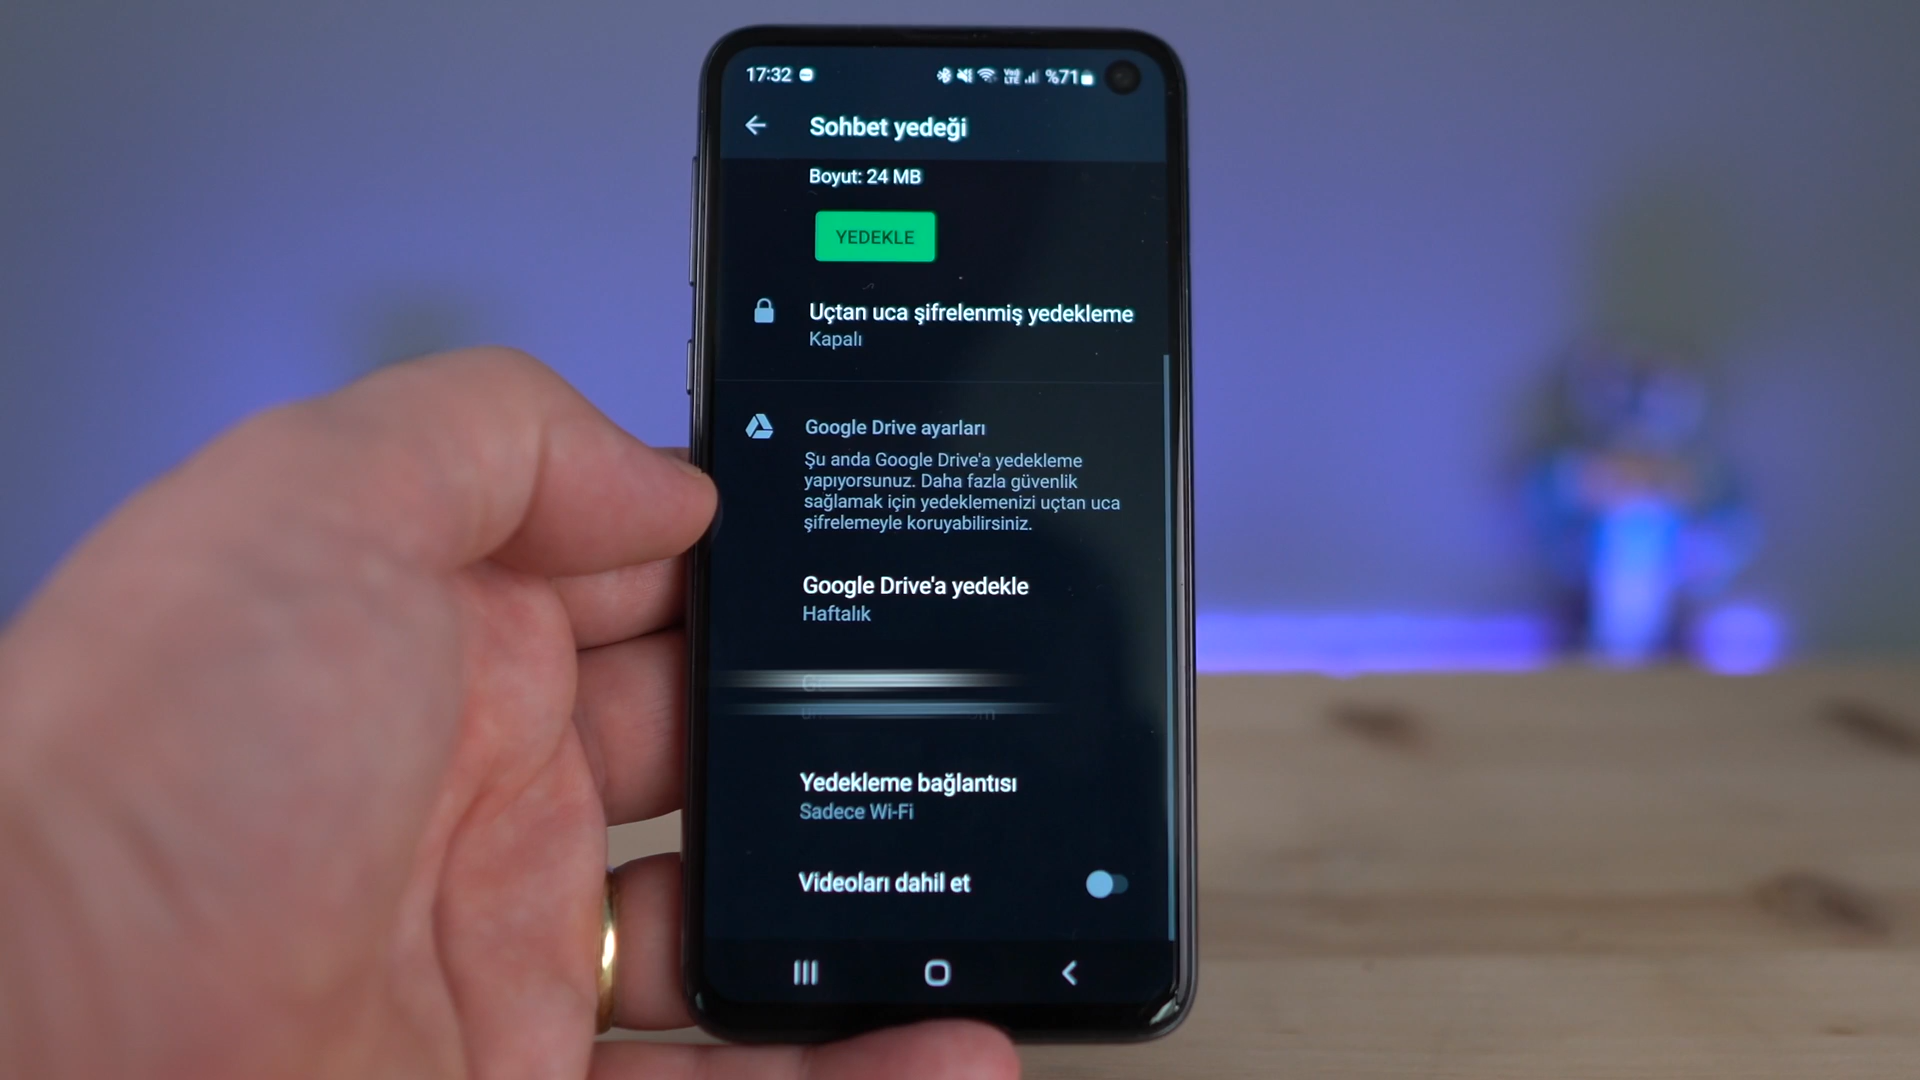 17:32
VoO LTE %71
Sohbet yedeği
Boyut: 24 MB
YEDEKLE
Uçtan uca şifrelenmiş yedekleme
Kapalı
Google Drive ayarları
Şu anda Google Drive'a yedekleme
yapıyorsunuz. Daha fazla güvenlik
sağlamak için yedeklemenizi uçtan uca
şifrelemeyle koruyabilirsiniz.
Google Drive'a yedekle
Haftalık
Yedekleme bağlantısı
Sadece Wi-Fi
Videoları dahil et